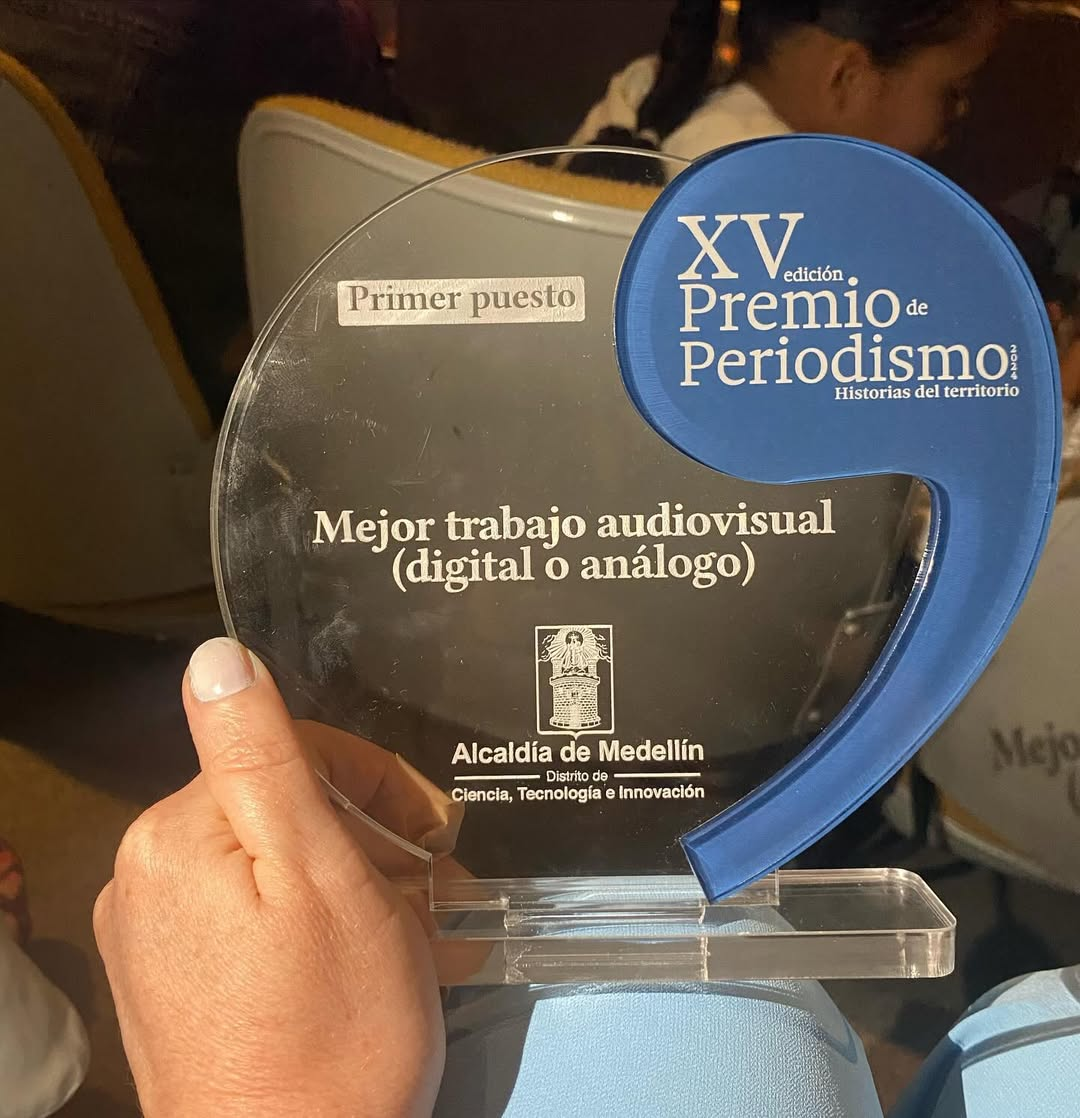 Primer puesto
XV edición
Premio de
Periodismo 2024
Historias del territorio
Mejor trabajo audiovisual
(digital o análogo)
Alcaldía de Medellín
Distrito de
Ciencia, Tecnología e Innovación